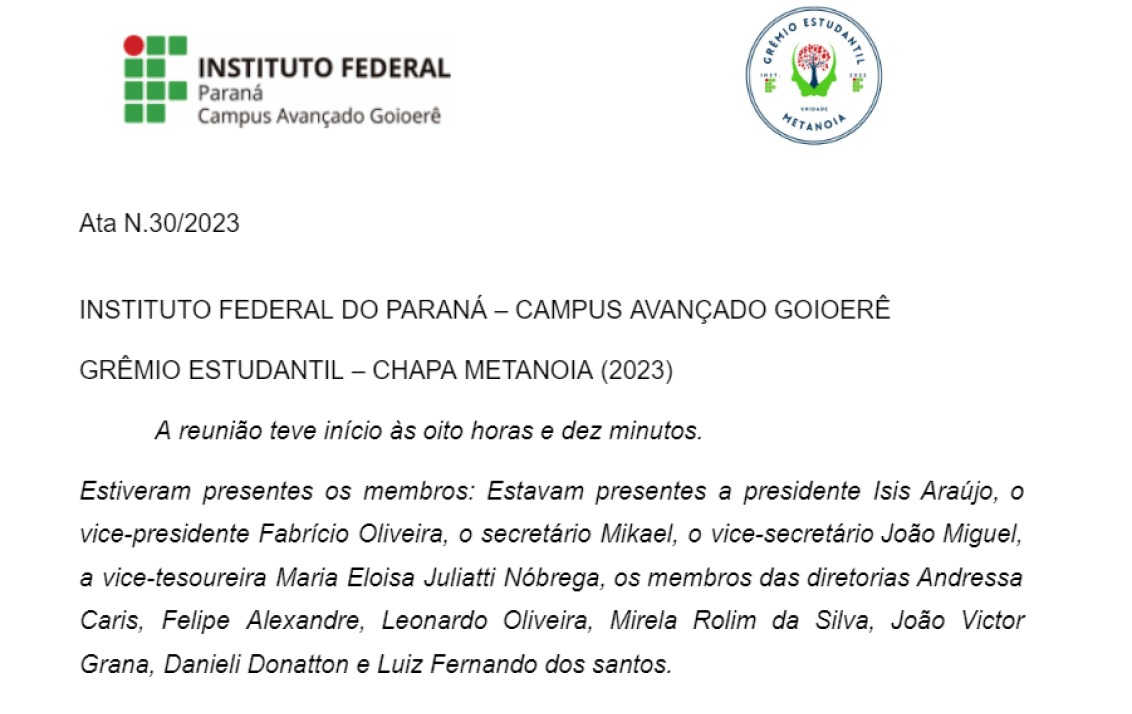 INSTITUTO FEDERAL
Paraná
Campus Avançado Goioerê
GRÊMIO ESTUDANTIL
INST. 2022
UNIDADE
METANOIA
Ata N.30/2023
INSTITUTO FEDERAL DO PARANÁ – CAMPUS AVANÇADO GOIOERÊ
GRÊMIO ESTUDANTIL – CHAPA METANOIA (2023)
A reunião teve início às oito horas e dez minutos.
Estiveram presentes os membros: Estavam presentes a presidente Isis Araújo, o
vice-presidente Fabrício Oliveira, o secretário Mikael, o vice-secretário João Miguel,
a vice-tesoureira Maria Eloisa Juliatti Nóbrega, os membros das diretorias Andressa
Caris, Felipe Alexandre, Leonardo Oliveira, Mirela Rolim da Silva, João Victor
Grana, Danieli Donatton e Luiz Fernando dos santos.